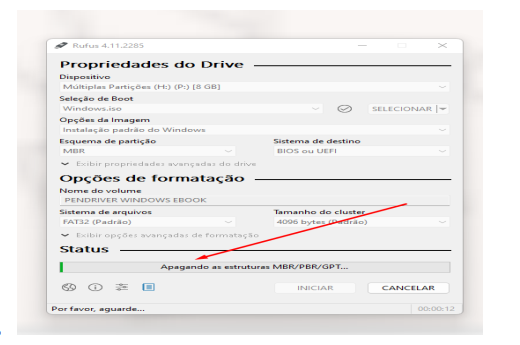 Rufus 4.11.2285
Propriedades do Drive
Dispositivo
Múltiplas Partições (H:) (P:) [8 GB]
Seleção de Boot
Windows.iso
SELECIONAR
Opções da Imagem
Instalação padrão do Windows
Esquema de partição
Sistema de destino
MBR
BIOS ou UEFI
Exibir propriedades avançadas do drive
Opções de formatação
Nome do volume
PENDRIVER WINDOWS EBOOK
Sistema de arquivos
Tamanho do cluster
FAT32 (Padrão)
4096 bytes (Padrão)
Exibir opções avançadas de formatação
Status
Apagando as estruturas MBR/PBR/GPT...
INICIAR
CANCELAR
Por favor, aguarde...
00:00:12